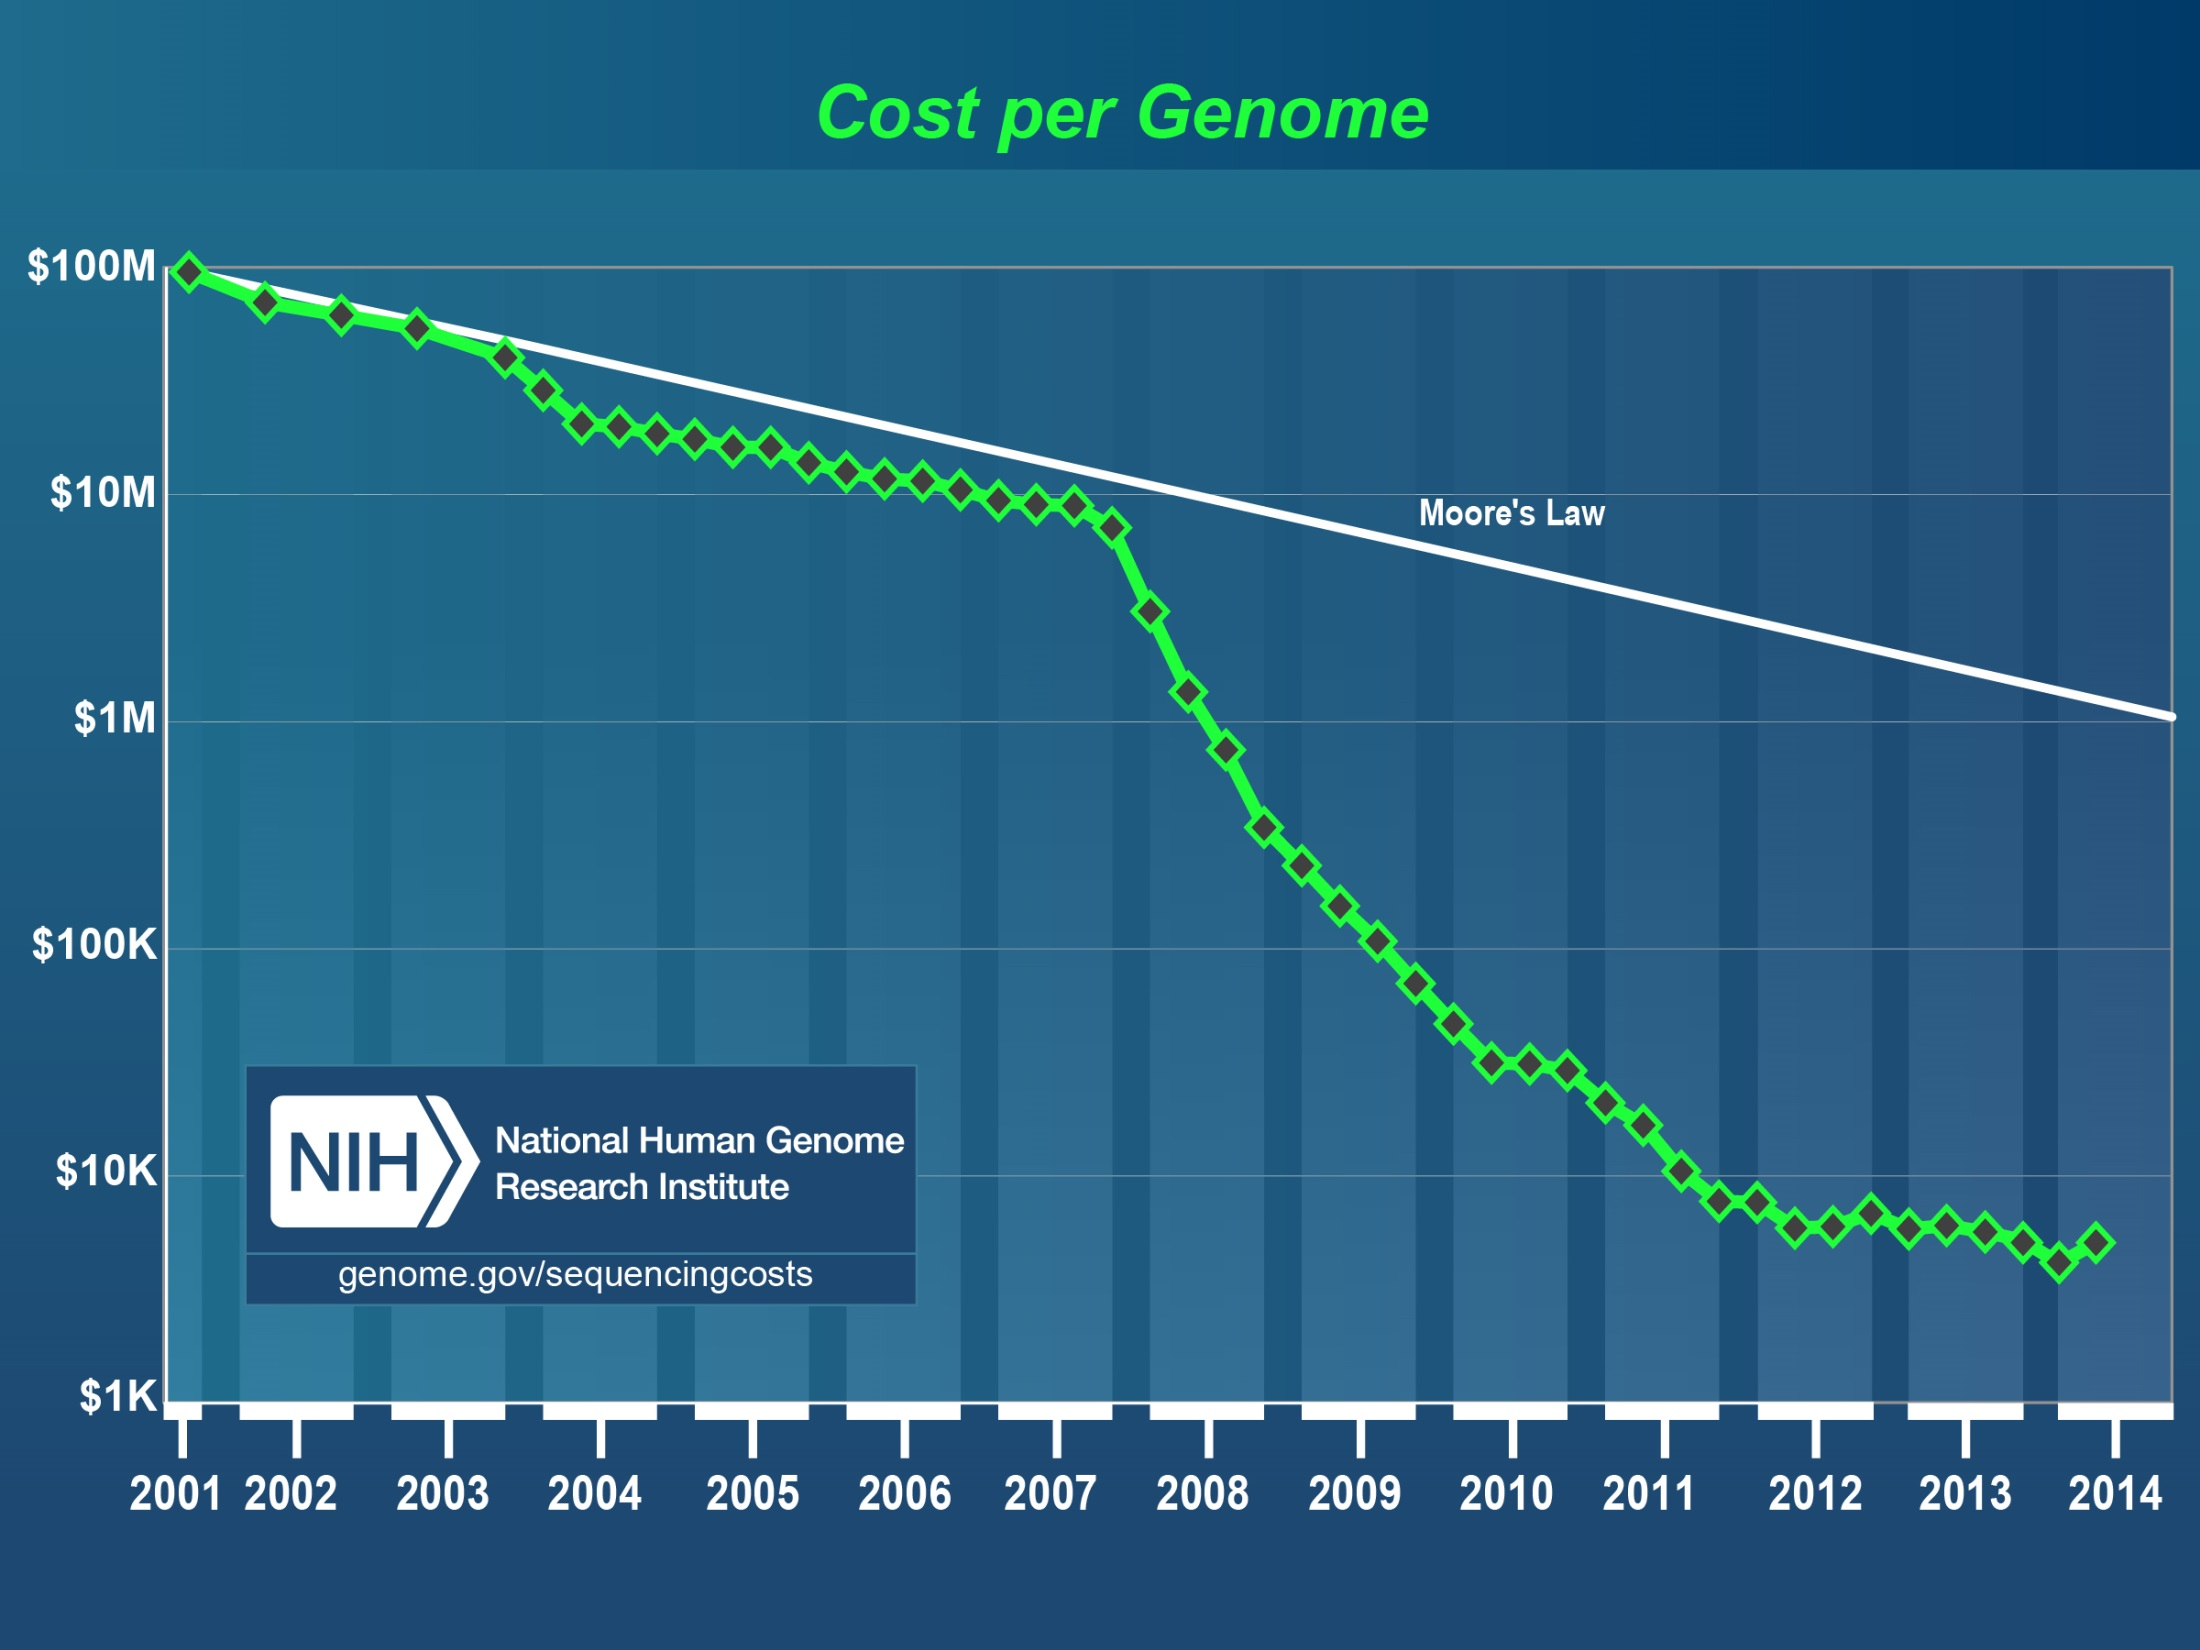 Cost per Genome
$100M
$10M
Moore's Law
$1M
$100K
$10K
$1K
NIH
National Human Genome
Research Institute
genome.gov/sequencingcosts
2001 2002 2003 2004 2005 2006 2007 2008 2009 2010 2011 2012 2013 2014